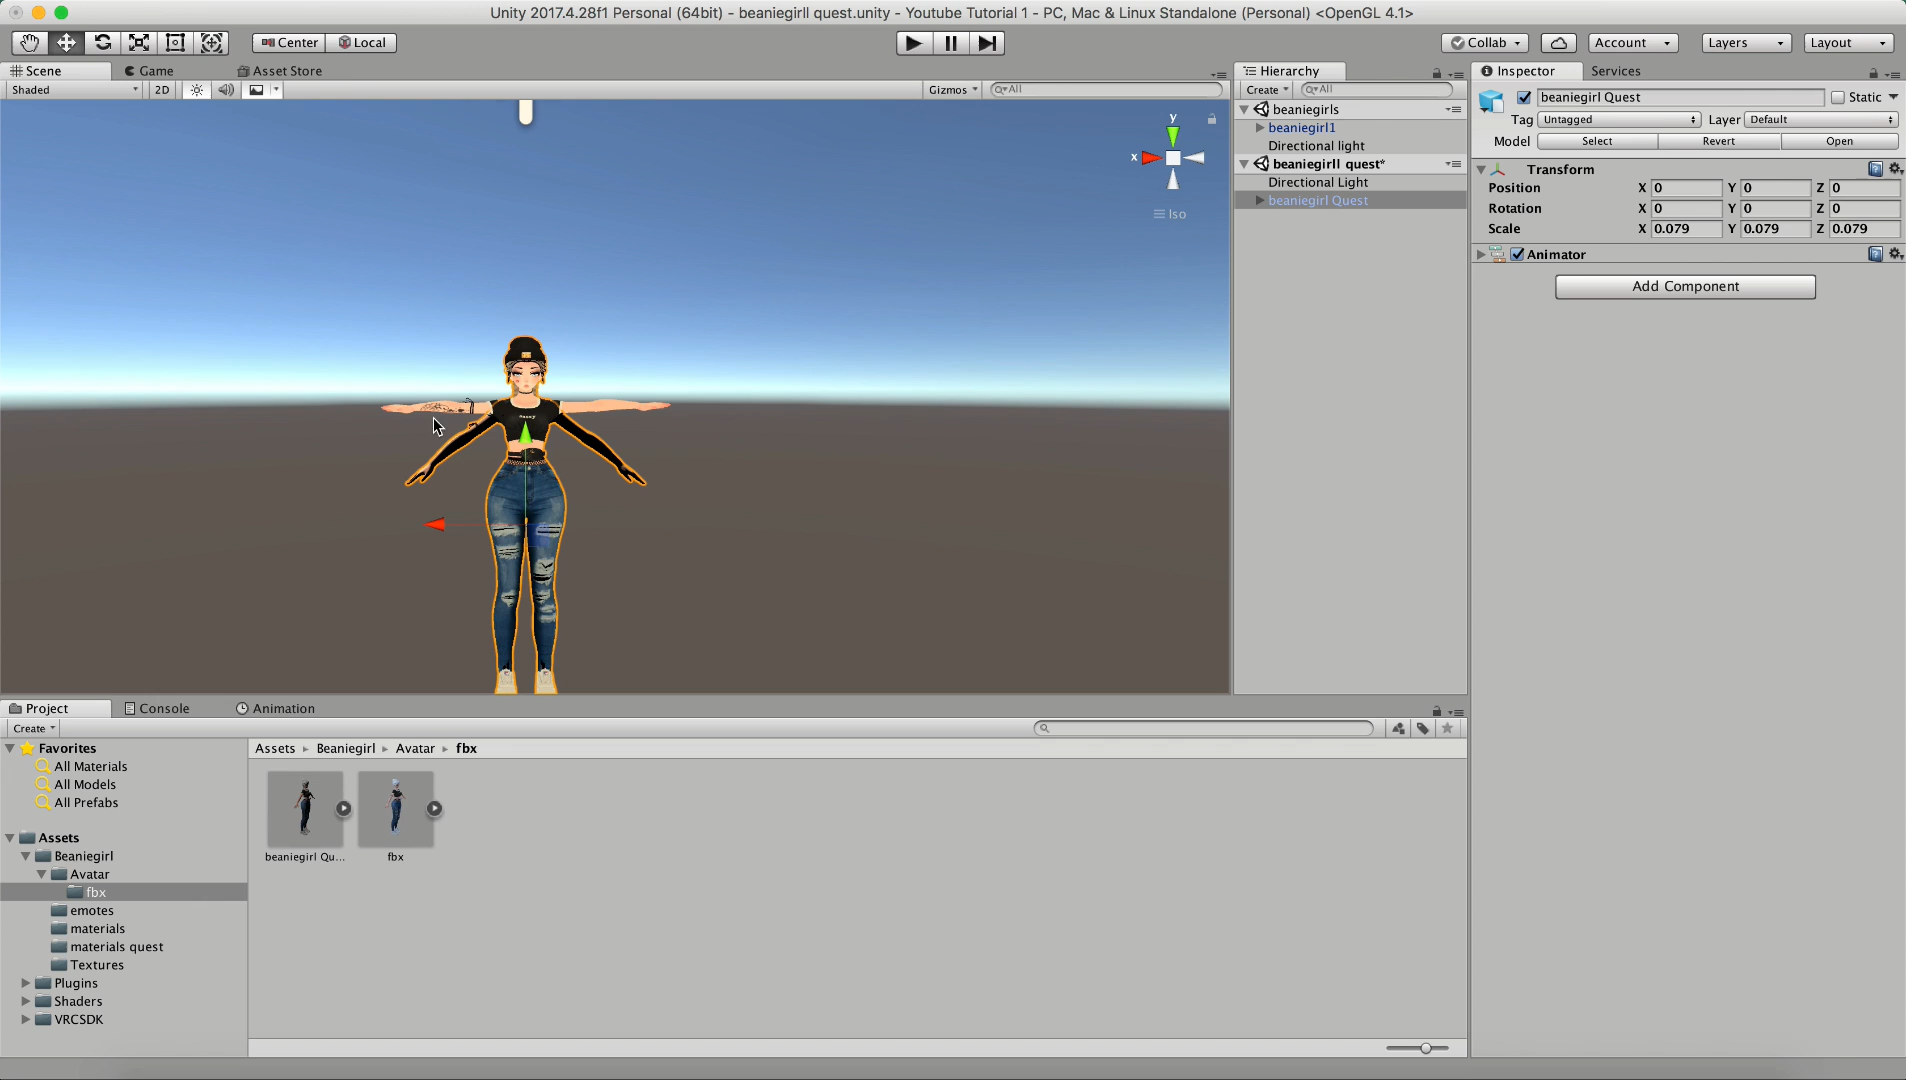 Unity 2017.4.28f1 Personal (64bit) - beaniegirll quest.unity - Youtube Tutorial 1 - PC, Mac & Linux Standalone (Personal) <OpenGL 4.1>
Center Local Collab Account Layers Layout
Scene Game Asset Store
Shaded 2D Gizmos All
y
x
Iso
Hierarchy
Create All
beaniegirls
beaniegirl1
Directional light
beaniegirll quest*
Directional Light
beaniegirl Quest
Inspector Services
beaniegirl Quest Static
Tag Untagged Layer Default
Model Select Revert Open
Transform
Position X 0 Y 0 Z 0
Rotation X 0 Y 0 Z 0
Scale X 0.079 Y 0.079 Z 0.079
Animator
Add Component
Project Console Animation
Create
Favorites
All Materials
All Models
All Prefabs
Assets
Beaniegirl
Avatar
fbx
emotes
materials
materials quest
Textures
Plugins
Shaders
VRCSDK
Assets Beaniegirl Avatar fbx
beaniegirl Qu... fbx